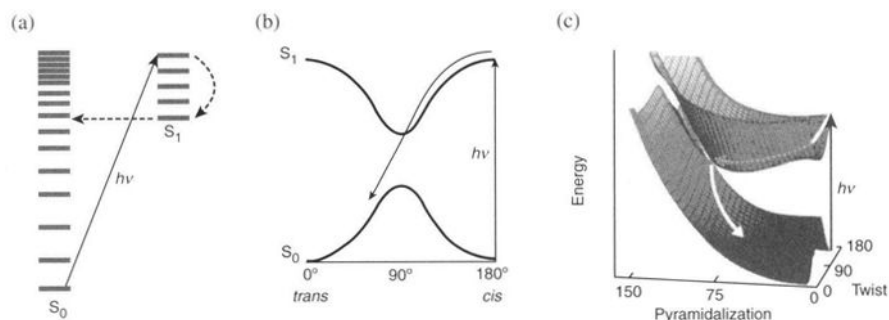 (a)
S₁
hν
S₀
(b)
S₁
hν
S₀
0° 90° 180°
trans cis
(c)
Energy
hν
180
90
0
Twist
150 75 0
Pyramidalization